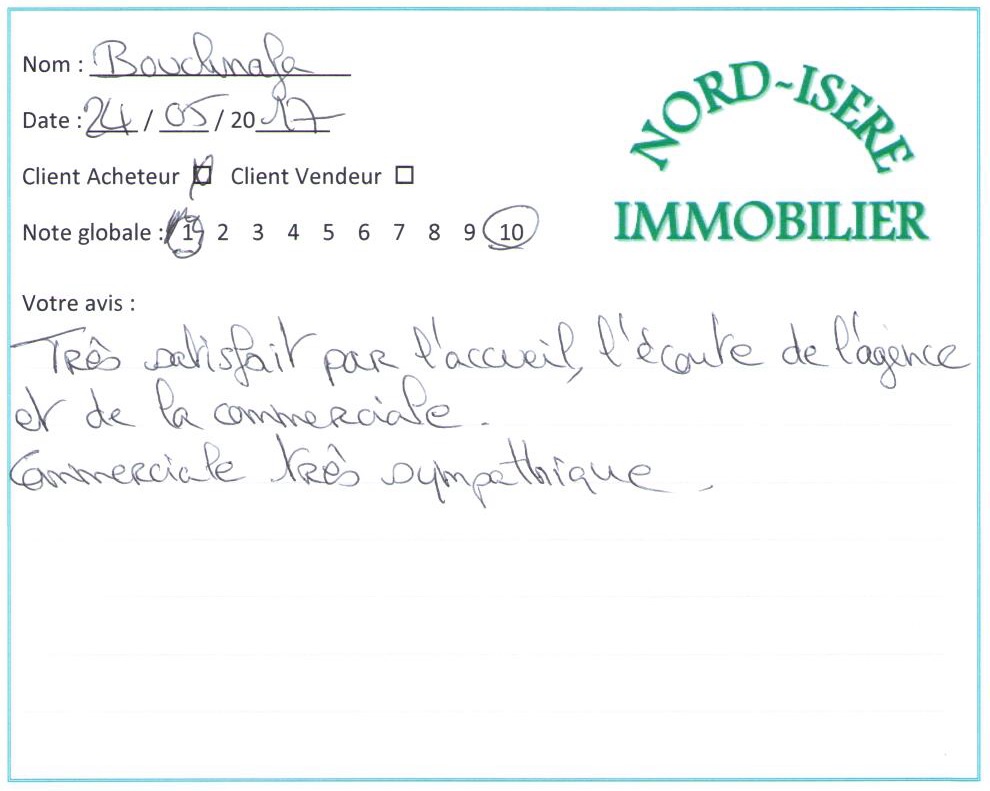 Nom : Bouchnafa
Date : 24 / 05 / 2017
NORD-ISERE
IMMOBILIER
Client Acheteur ☒ Client Vendeur ☐
Note globale : 1 2 3 4 5 6 7 8 9 10
Votre avis :
Très satisfait par l'accueil, l'écoute de l'agence
et de la commerciale.
Commerciale très sympathique.